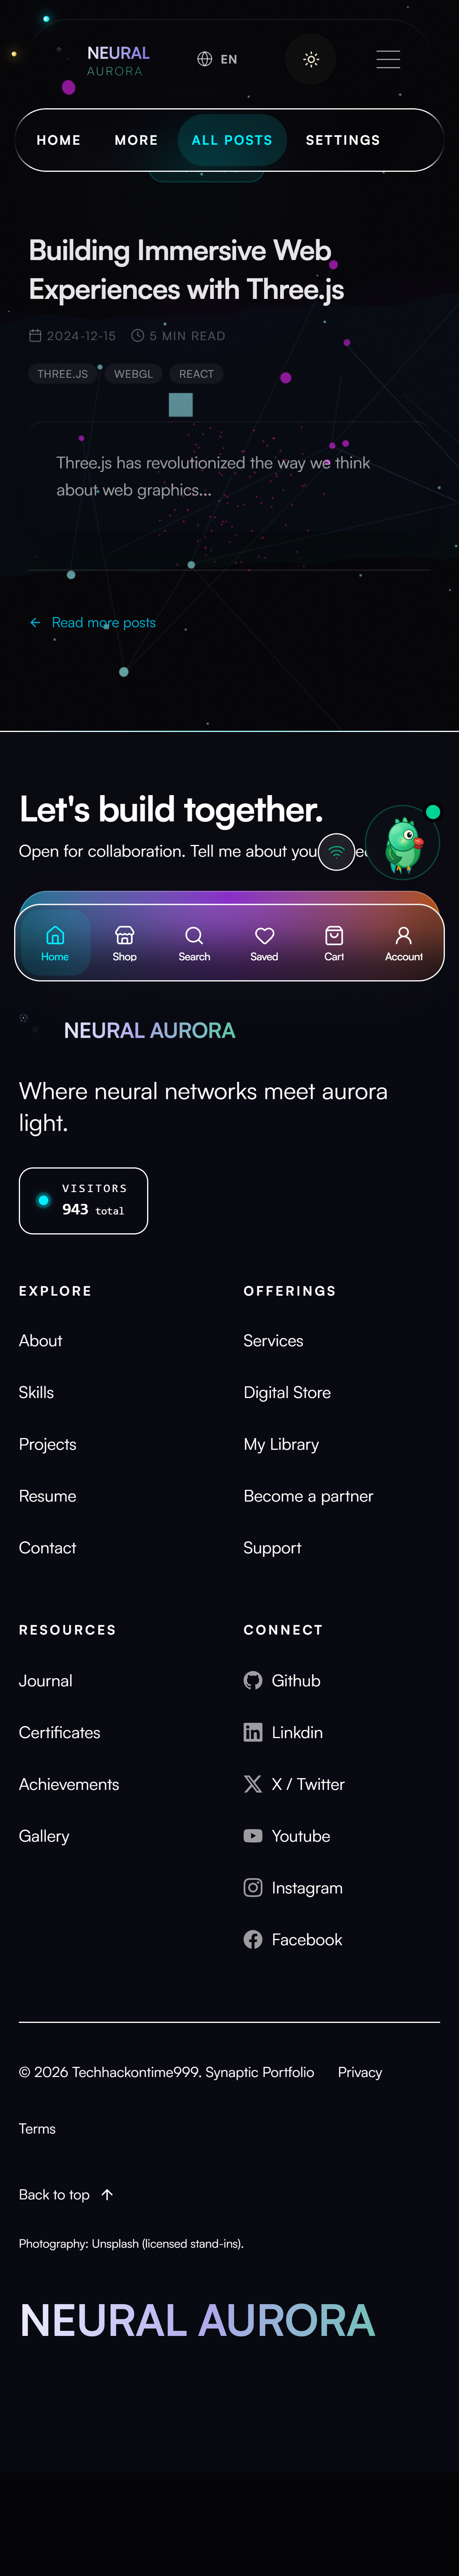 NEURAL
AURORA
EN
HOME MORE ALL POSTS SETTINGS
Building Immersive Web
Experiences with Three.js
2024-12-15 5 MIN READ
THREE.JS WEBGL REACT
Three.js has revolutionized the way we think
about web graphics...
Read more posts
Let's build together.
Open for collaboration. Tell me about
Home Shop Search Saved Cart Account
NEURAL AURORA
Where neural networks meet aurora
light.
VISITORS
943 total
EXPLORE
About
Skills
Projects
Resume
Contact
OFFERINGS
Services
Digital Store
My Library
Become a partner
Support
RESOURCES
Journal
Certificates
Achievements
Gallery
CONNECT
Github
Linkdin
X / Twitter
Youtube
Instagram
Facebook
© 2026 Techhackontime999. Synaptic Portfolio Privacy
Terms
Back to top
Photography: Unsplash (licensed stand-ins).
NEURAL AURORA